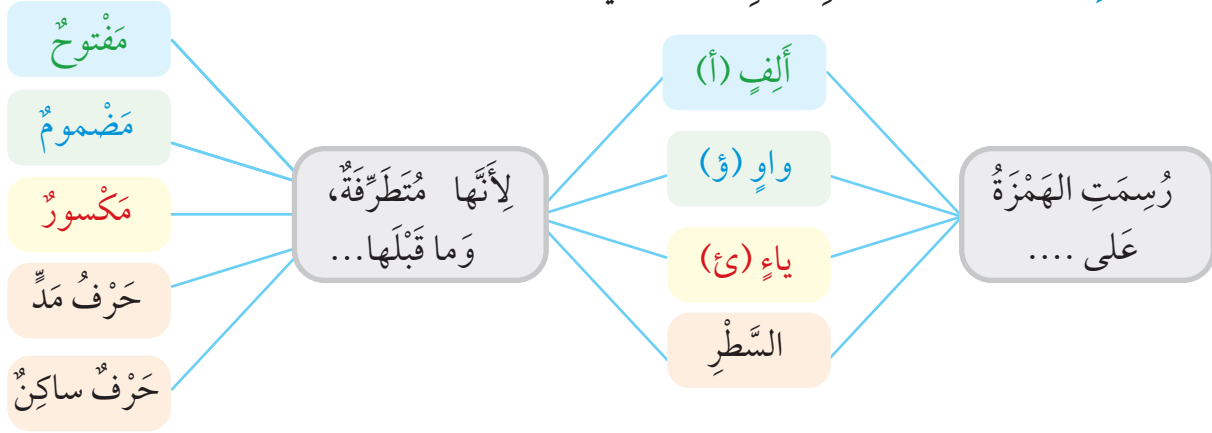 رُسِمَتِ الهَمْزَةُ
عَلى ....
أَلِفٍ (أ)
واوٍ (ؤ)
ياءٍ (ئ)
السَّطْرِ
لِأَنَّها مُتَطَرِّفَةٌ،
وَما قَبْلَها...
مَفْتوحٌ
مَضْمومٌ
مَكْسورٌ
حَرْفُ مَدٍّ
حَرْفٌ ساكِنٌ